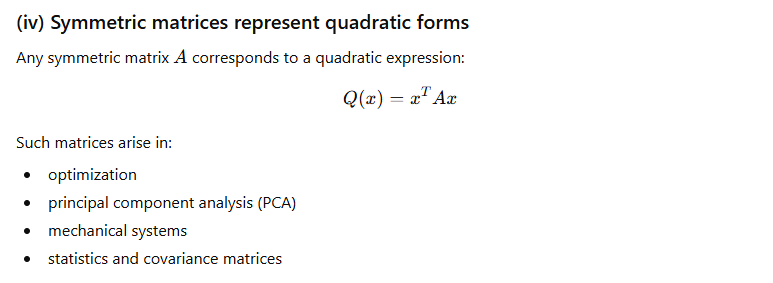 (iv) Symmetric matrices represent quadratic forms
Any symmetric matrix A corresponds to a quadratic expression:
Q(x) = xᵀAx
Such matrices arise in:
• optimization
• principal component analysis (PCA)
• mechanical systems
• statistics and covariance matrices